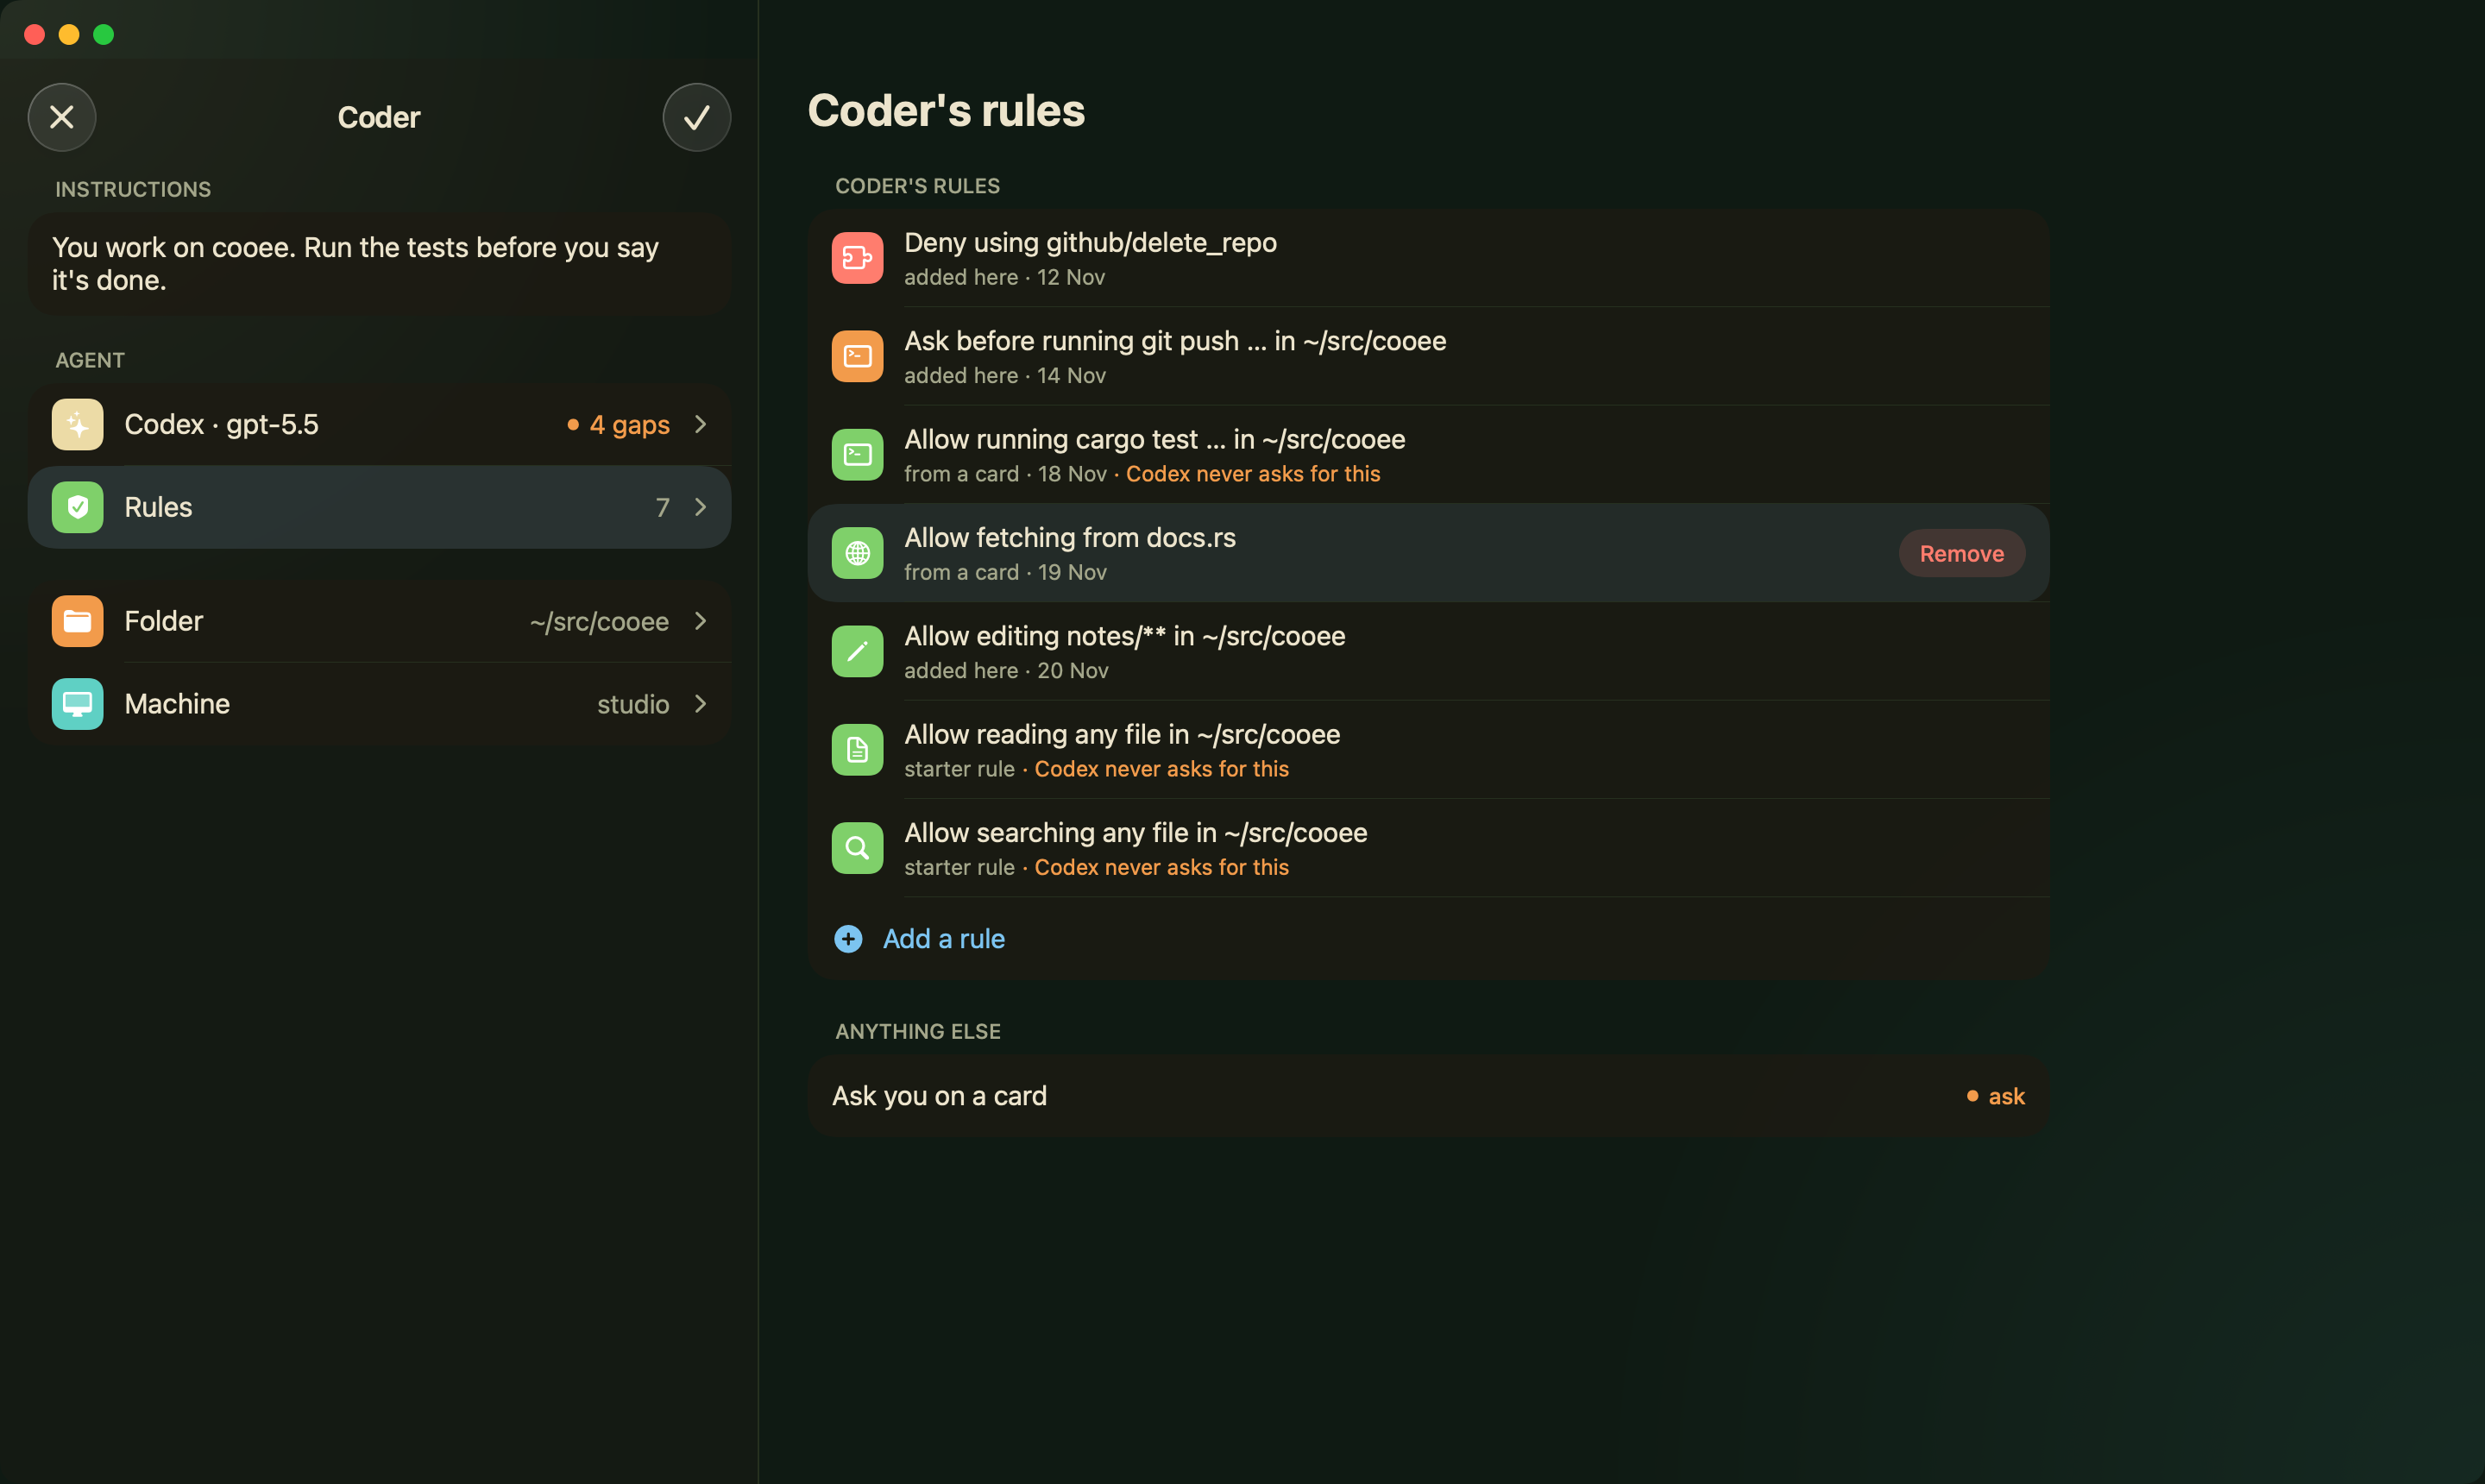 Coder
INSTRUCTIONS
You work on cooee. Run the tests before you say
it's done.
AGENT
Codex · gpt-5.5
4 gaps
Rules
7
Folder
~/src/cooee
Machine
studio
Coder's rules
CODER'S RULES
Deny using github/delete_repo
added here · 12 Nov
Ask before running git push ... in ~/src/cooee
added here · 14 Nov
Allow running cargo test ... in ~/src/cooee
from a card · 18 Nov · Codex never asks for this
Allow fetching from docs.rs
from a card · 19 Nov
Remove
Allow editing notes/** in ~/src/cooee
added here · 20 Nov
Allow reading any file in ~/src/cooee
starter rule · Codex never asks for this
Allow searching any file in ~/src/cooee
starter rule · Codex never asks for this
Add a rule
ANYTHING ELSE
Ask you on a card
ask